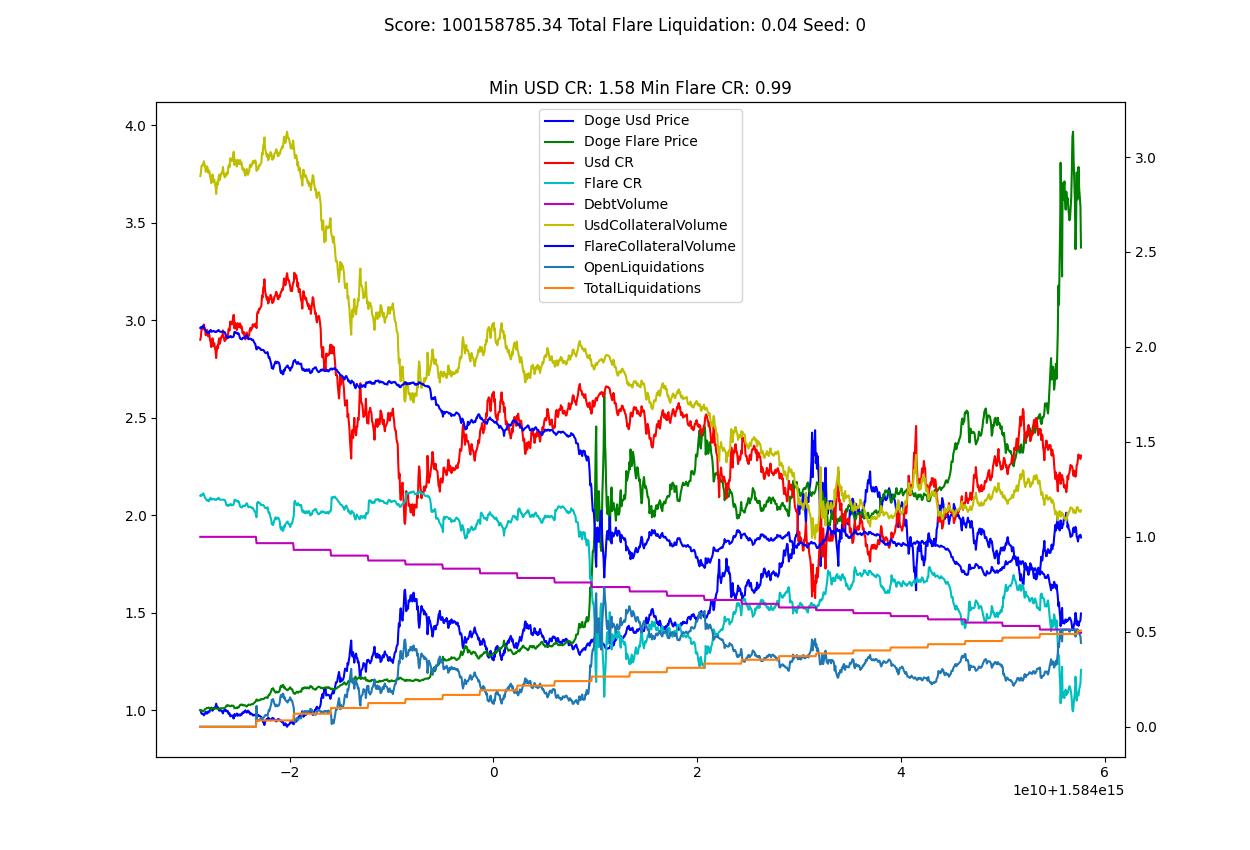 Score: 100158785.34 Total Flare Liquidation: 0.04 Seed: 0
Min USD CR: 1.58 Min Flare CR: 0.99
Doge Usd Price
Doge Flare Price
Usd CR
Flare CR
DebtVolume
UsdCollateralVolume
FlareCollateralVolume
OpenLiquidations
TotalLiquidations
4.0
3.5
3.0
2.5
2.0
1.5
1.0
3.0
2.5
2.0
1.5
1.0
0.5
0.0
−2
0
2
4
6
1e10+1.584e15